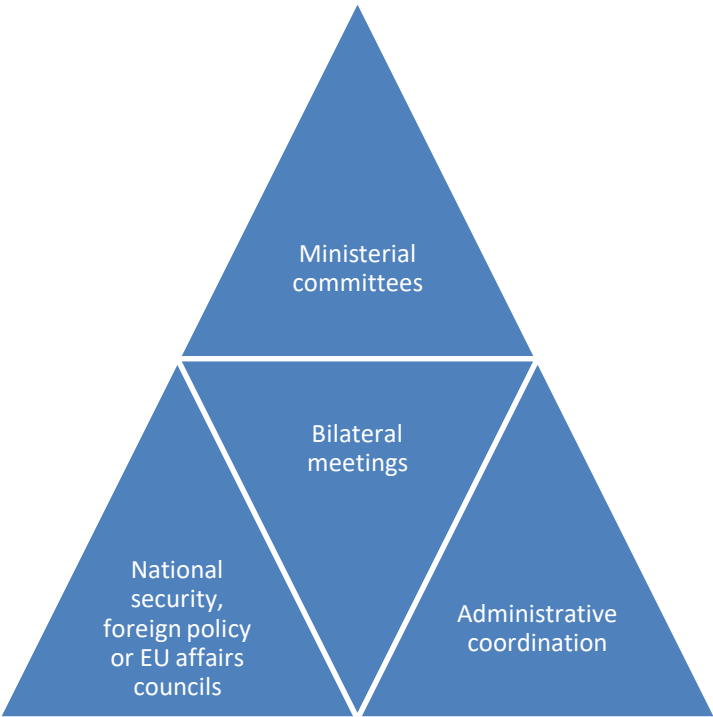 Ministerial
committees
Bilateral
meetings
National
security,
foreign policy
or EU affairs
councils
Administrative
coordination